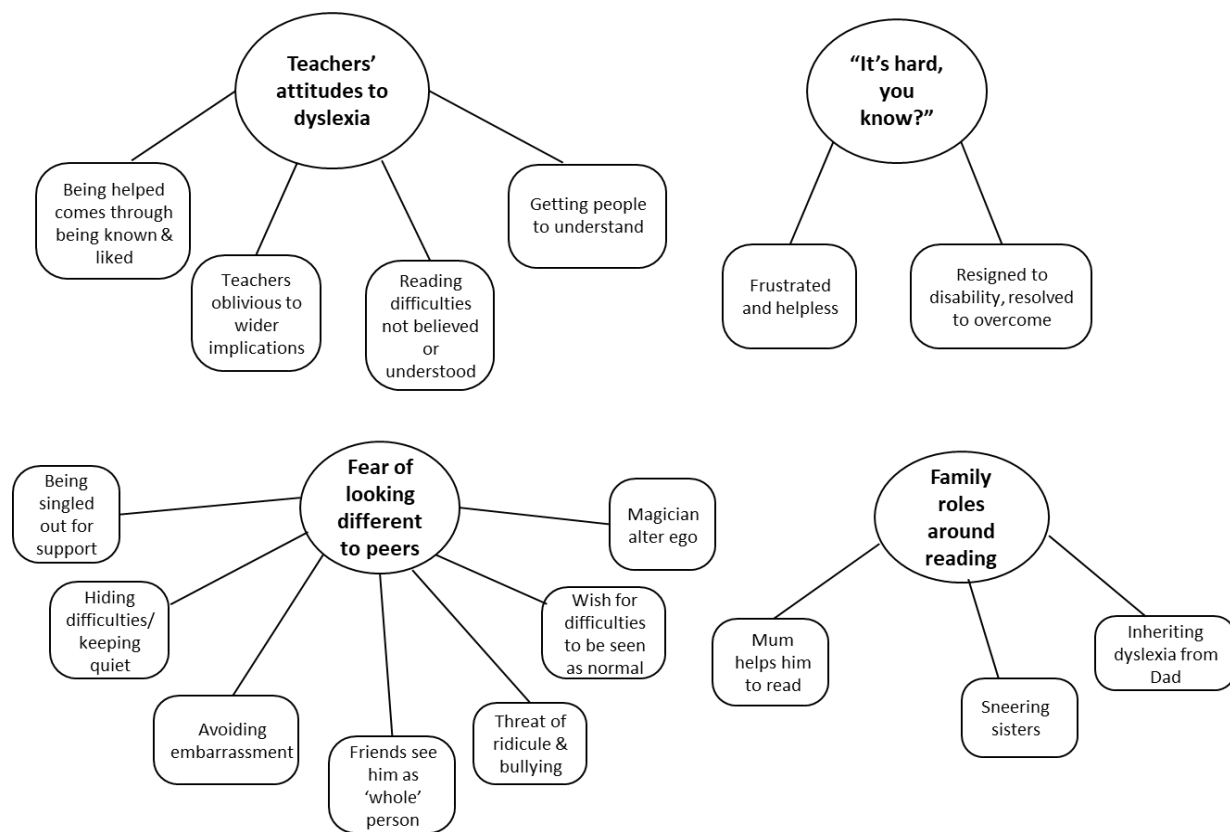 Teachers’
attitudes to
dyslexia
Being helped
comes through
being known &
liked
Teachers
oblivious to
wider
implications
Reading
difficulties
not believed
or
understood
Getting people
to understand
“It’s hard,
you
know?”
Frustrated
and helpless
Resigned to
disability, resolved
to overcome
Fear of
looking
different
to peers
Being
singled
out for
support
Hiding
difficulties/
keeping
quiet
Avoiding
embarrassment
Friends see
him as
‘whole’
person
Threat of
ridicule &
bullying
Wish for
difficulties
to be seen
as normal
Magician
alter ego
Family
roles
around
reading
Mum
helps him
to read
Sneering
sisters
Inheriting
dyslexia from
Dad